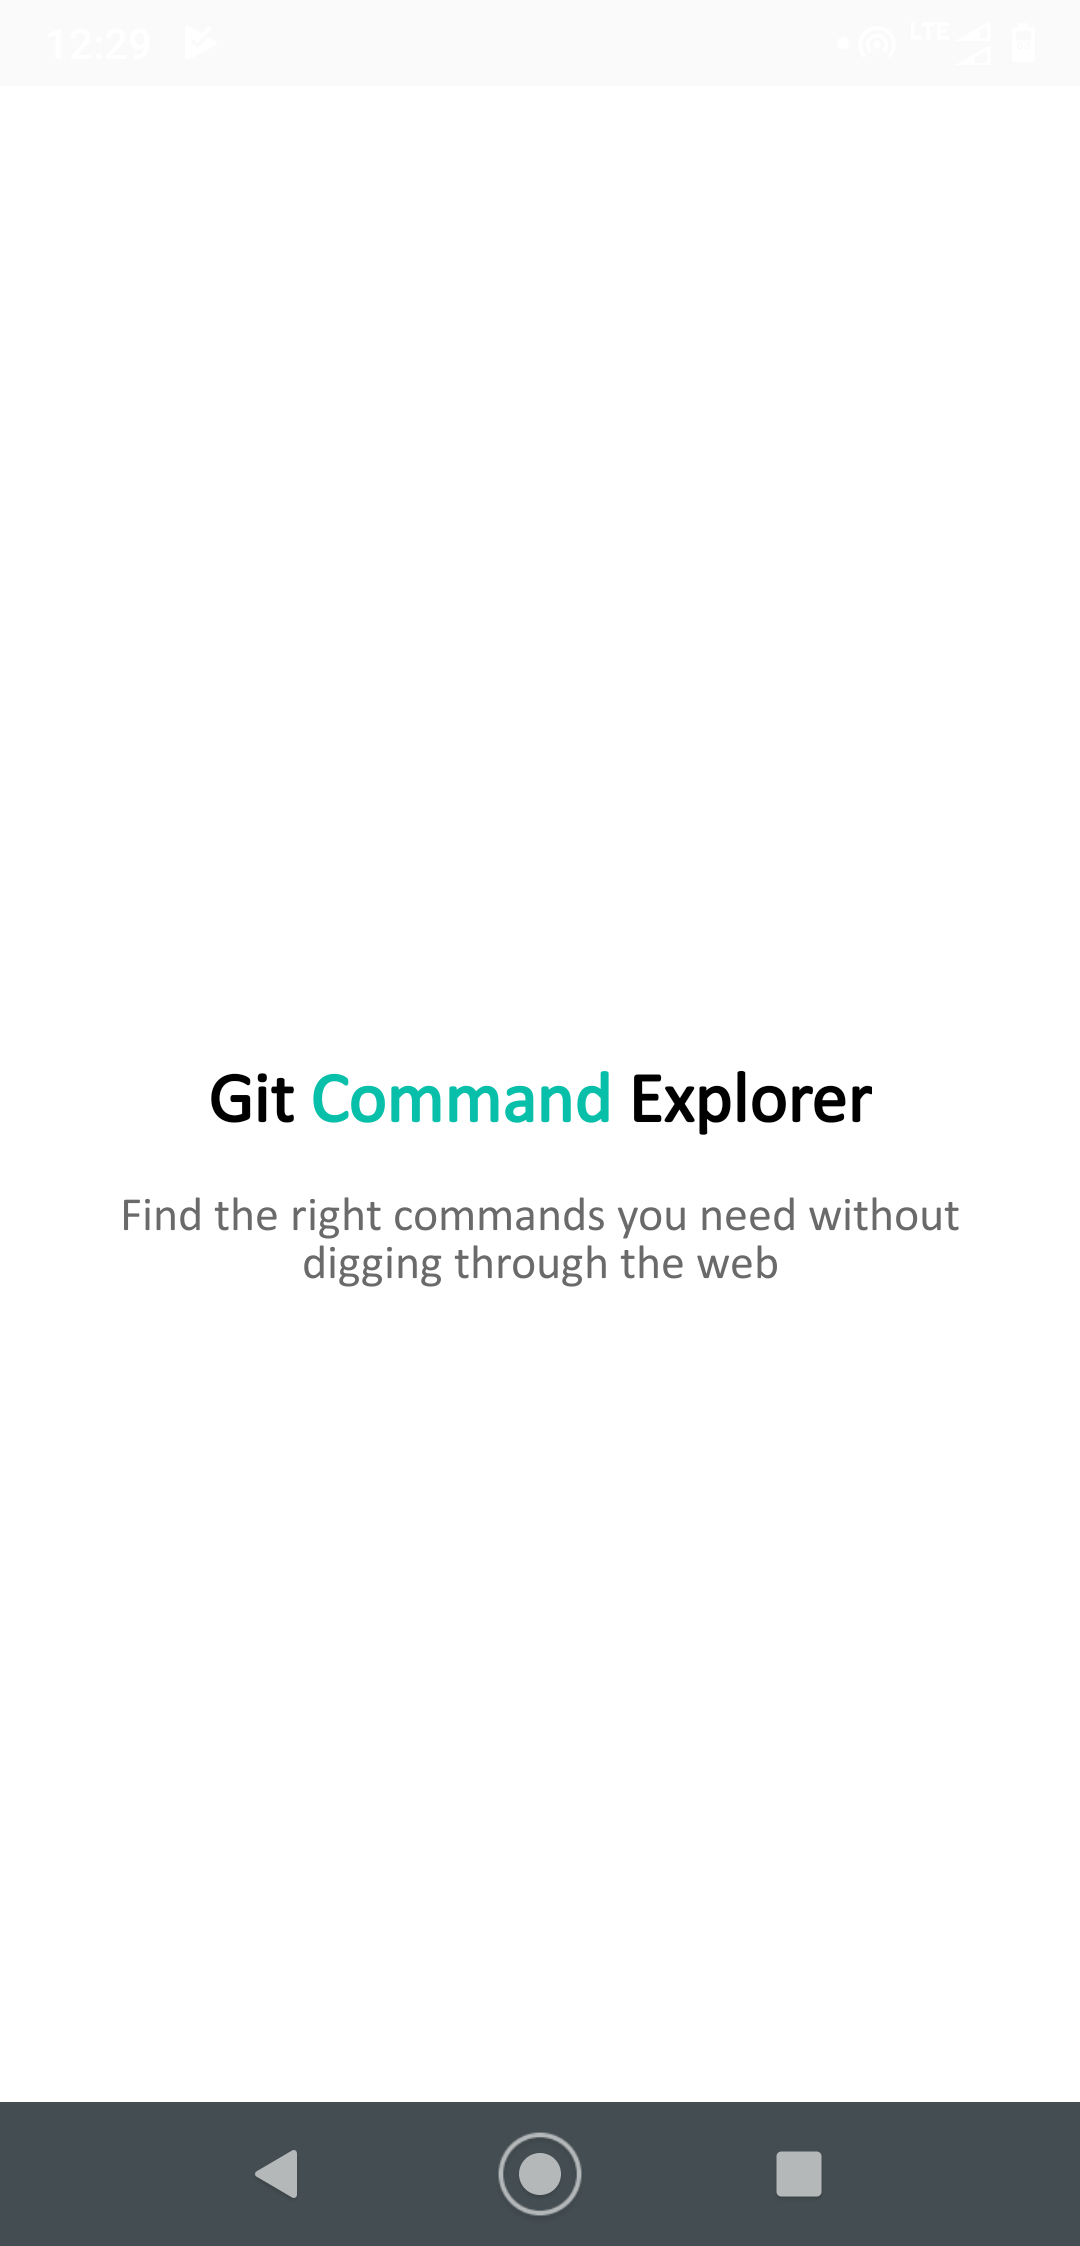 12:29 LTE
Git Command Explorer
Find the right commands you need without
digging through the web